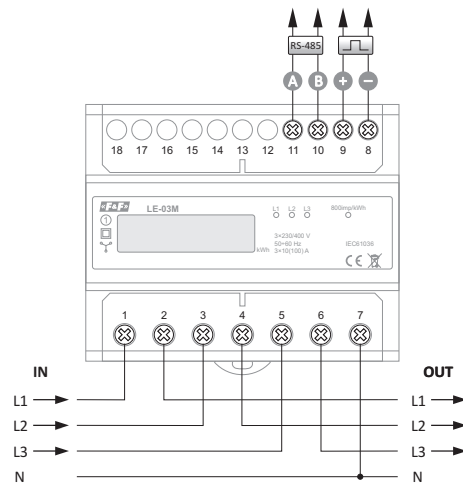 RS-485
A B + −
18 17 16 15 14 13 12 11 10 9 8
F&F LE-03M
L1 L2 L3 800imp/kWh
1
3×230/400 V
50÷60 Hz IEC61036
kWh 3×10(100) A
CE
1 2 3 4 5 6 7
IN OUT
L1 L1
L2 L2
L3 L3
N N